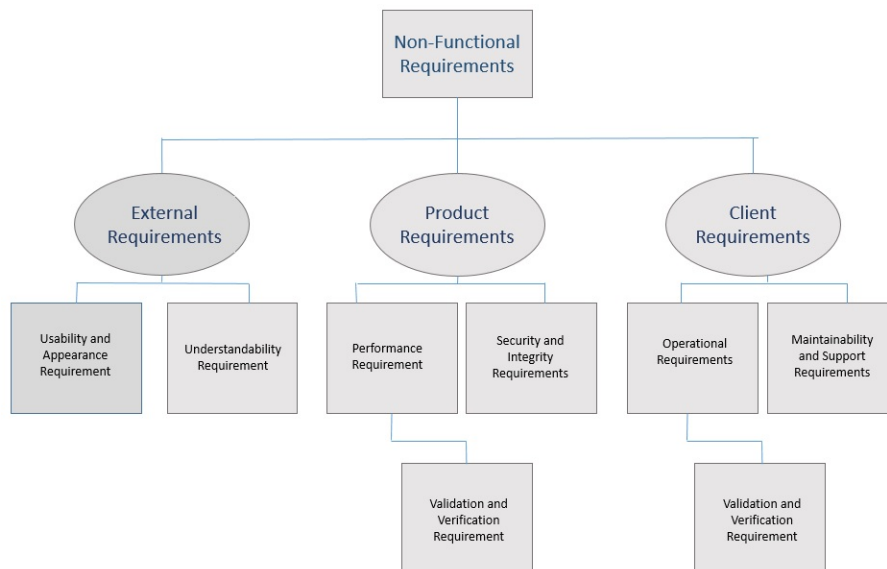 Non-Functional
Requirements
External
Requirements
Product
Requirements
Client
Requirements
Usability and
Appearance
Requirement
Understandability
Requirement
Performance
Requirement
Security and
Integrity
Requirements
Operational
Requirements
Maintainability
and Support
Requirements
Validation and
Verification
Requirement
Validation and
Verification
Requirement